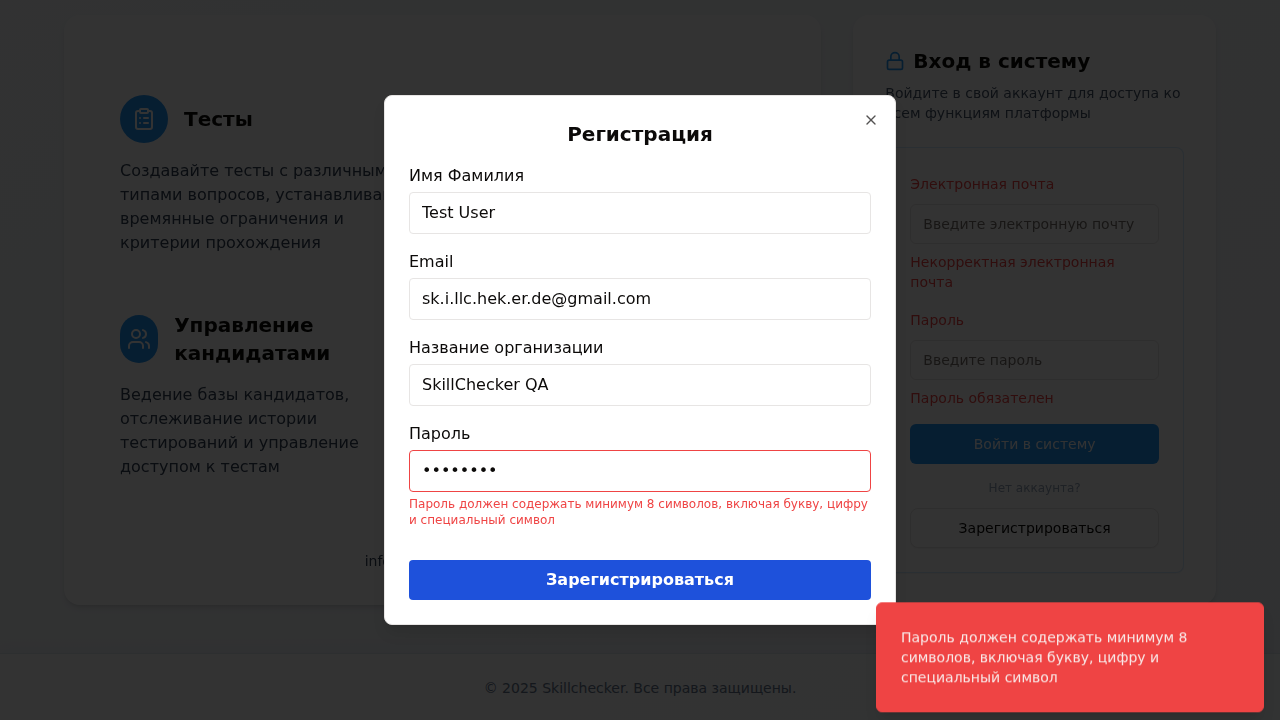 Тесты
Создавайте тесты с различным
типами вопросов, устанавлива
времянные ограничения и
критерии прохождения
Управление
кандидатами
Ведение базы кандидатов,
отслеживание истории
тестирований и управление
доступом к тестам
info
Регистрация
Имя Фамилия
Test User
Email
sk.i.llc.hek.er.de@gmail.com
Название организации
SkillChecker QA
Пароль
••••••••
Пароль должен содержать минимум 8 символов, включая букву, цифру
и специальный символ
Зарегистрироваться
Вход в систему
Войдите в свой аккаунт для доступа ко
сем функциям платформы
Электронная почта
Введите электронную почту
Некорректная электронная
почта
Пароль
Введите пароль
Пароль обязателен
Войти в систему
Нет аккаунта?
Зарегистрироваться
Пароль должен содержать минимум 8
символов, включая букву, цифру и
специальный символ
© 2025 Skillchecker. Все права защищены.